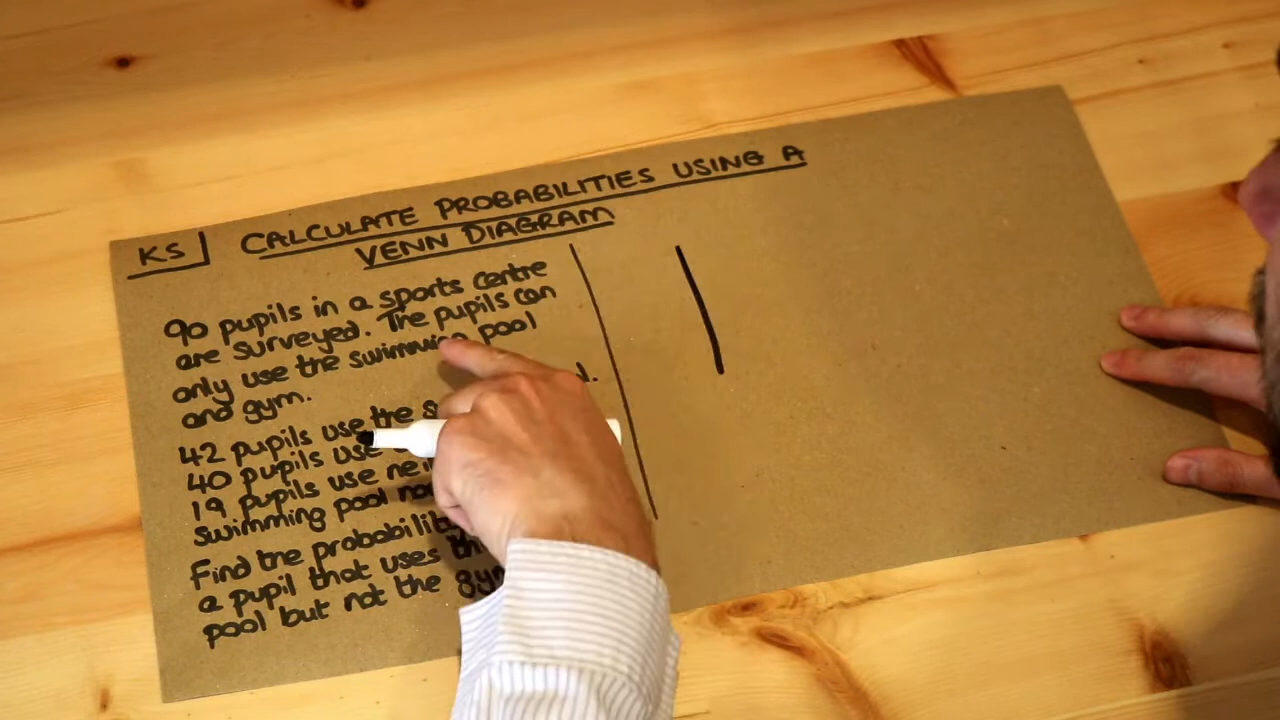 KS
CALCULATE PROBABILITIES USING A
VENN DIAGRAM
90 pupils in a sports centre
are surveyed. The pupils can
only use the swimming pool
and gym.
42 pupils use the
40 pupils use
19 pupils use
swimming pool
Find the probability
a pupil that uses
pool but not the